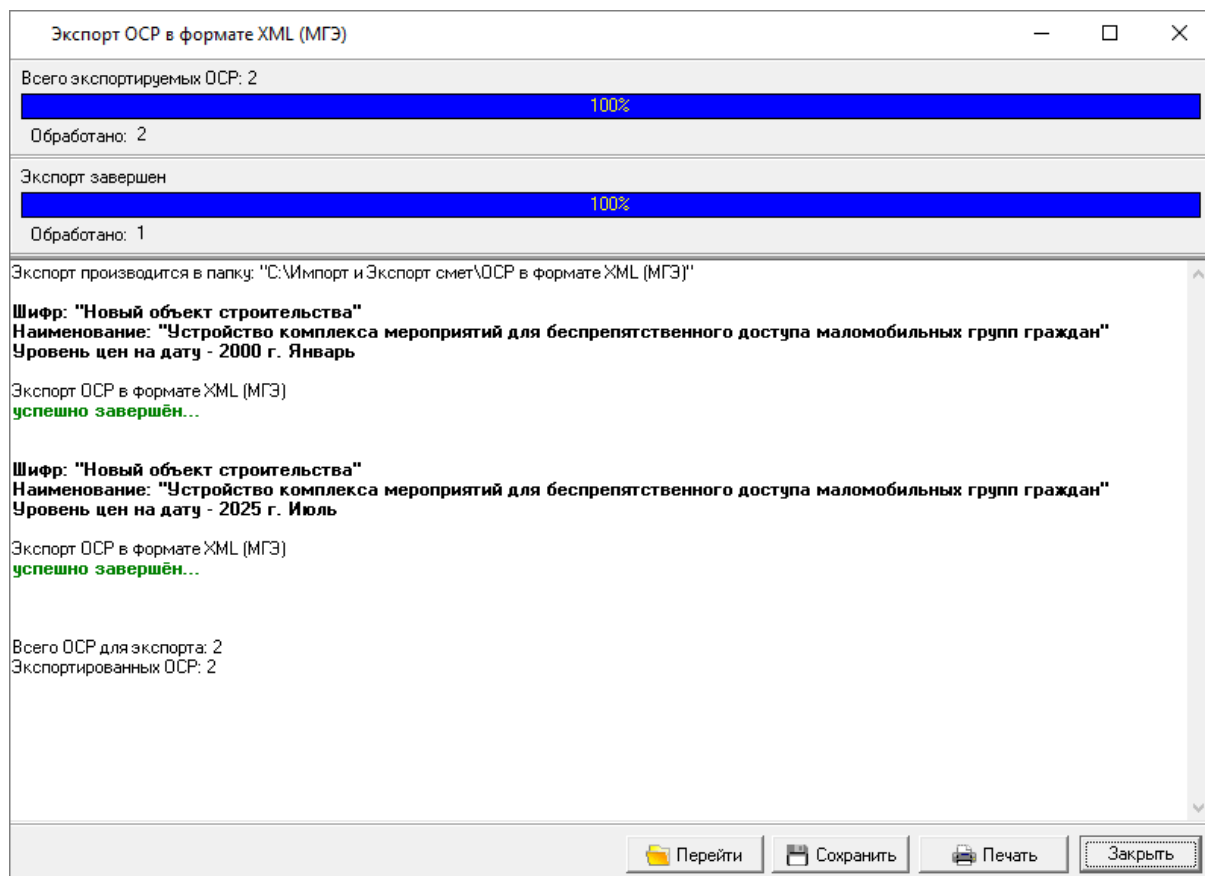 Экспорт ОСР в формате XML (МГЭ)
Всего экспортируемых ОСР: 2
100%
Обработано: 2
Экспорт завершен
100%
Обработано: 1
Экспорт производится в папку: "C:\Импорт и Экспорт смет\ОСР в формате XML (МГЭ)"
Шифр: "Новый объект строительства"
Наименование: "Устройство комплекса мероприятий для беспрепятственного доступа маломобильных групп граждан"
Уровень цен на дату - 2000 г. Январь
Экспорт ОСР в формате XML (МГЭ)
успешно завершён...
Шифр: "Новый объект строительства"
Наименование: "Устройство комплекса мероприятий для беспрепятственного доступа маломобильных групп граждан"
Уровень цен на дату - 2025 г. Июль
Экспорт ОСР в формате XML (МГЭ)
успешно завершён...
Всего ОСР для экспорта: 2
Экспортированных ОСР: 2
Перейти Сохранить Печать Закрыть